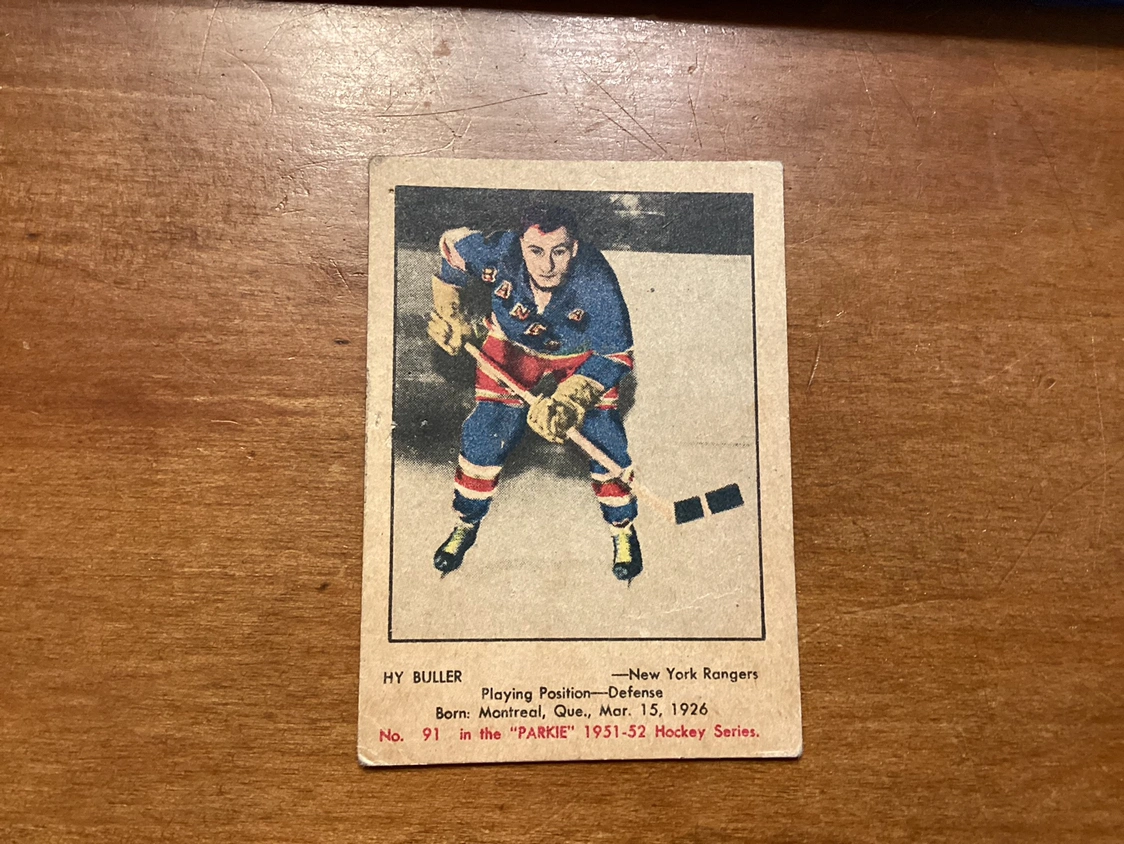 RANGE
A
HY BULLER —New York Rangers
Playing Position—Defense
Born: Montreal, Que., Mar. 15, 1926
No. 91 in the "PARKIE" 1951-52 Hockey Series.